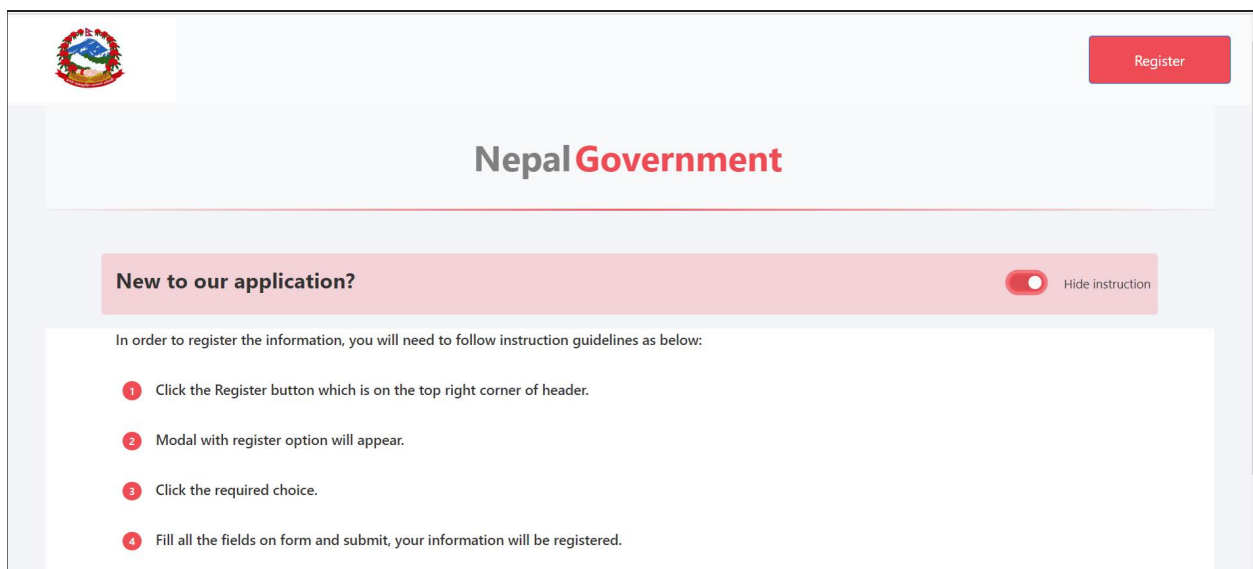 Register
Nepal Government
New to our application?
Hide instruction
In order to register the information, you will need to follow instruction guidelines as below:
1 Click the Register button which is on the top right corner of header.
2 Modal with register option will appear.
3 Click the required choice.
4 Fill all the fields on form and submit, your information will be registered.